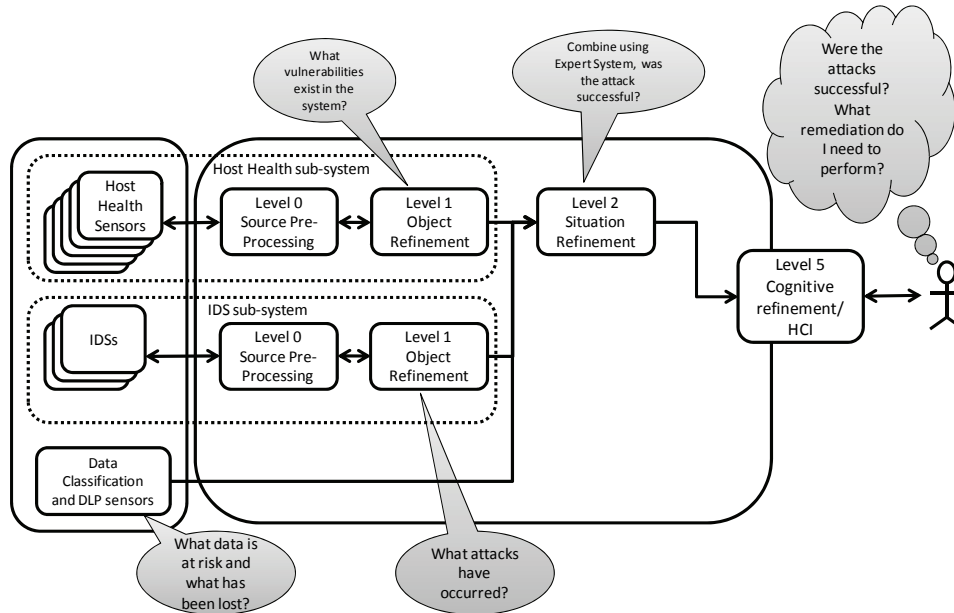 What
vulnerabilities
exist in the
system?
Combine using
Expert System, was
the attack
successful?
Were the
attacks
successful?
What
remediation do
I need to
perform?
Host Health sub-system
Host
Health
Sensors
Level 0
Source Pre-
Processing
Level 1
Object
Refinement
Level 2
Situation
Refinement
Level 5
Cognitive
refinement/
HCI
IDS sub-system
IDSs
Level 0
Source Pre-
Processing
Level 1
Object
Refinement
Data
Classification
and DLP sensors
What data is
at risk and
what has
been lost?
What attacks
have
occurred?